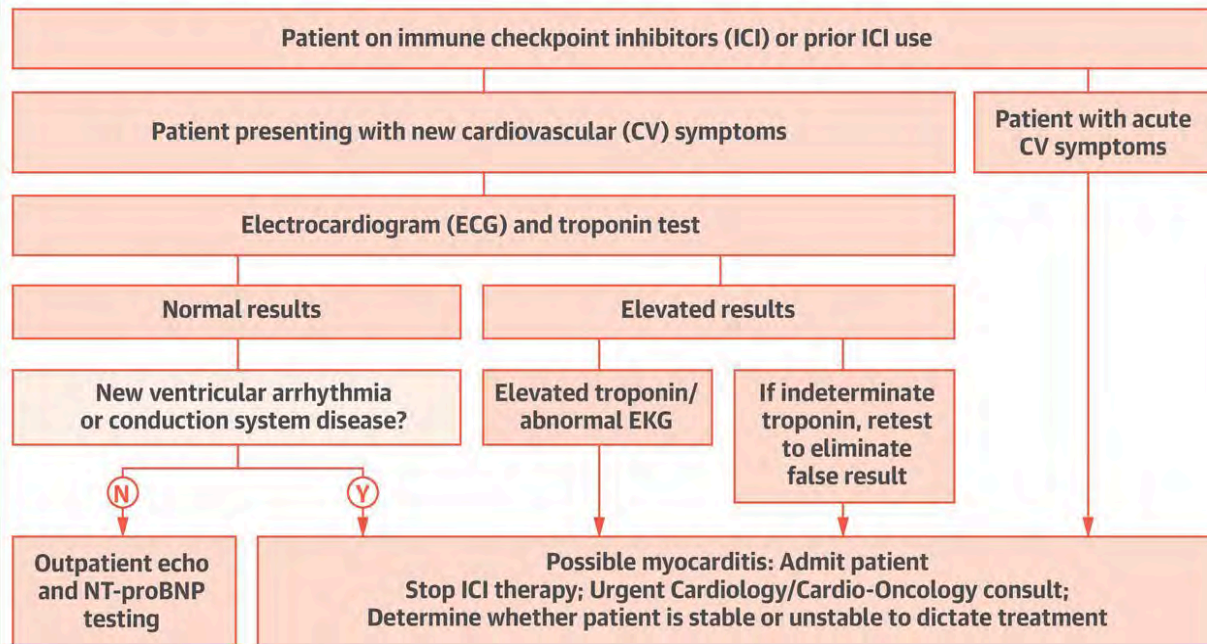 Patient on immune checkpoint inhibitors (ICI) or prior ICI use
Patient presenting with new cardiovascular (CV) symptoms
Patient with acute
CV symptoms
Electrocardiogram (ECG) and troponin test
Normal results
Elevated results
New ventricular arrhythmia
or conduction system disease?
Elevated troponin/
abnormal EKG
If indeterminate
troponin, retest
to eliminate
false result
N
Y
Outpatient echo
and NT-proBNP
testing
Possible myocarditis: Admit patient
Stop ICI therapy; Urgent Cardiology/Cardio-Oncology consult;
Determine whether patient is stable or unstable to dictate treatment